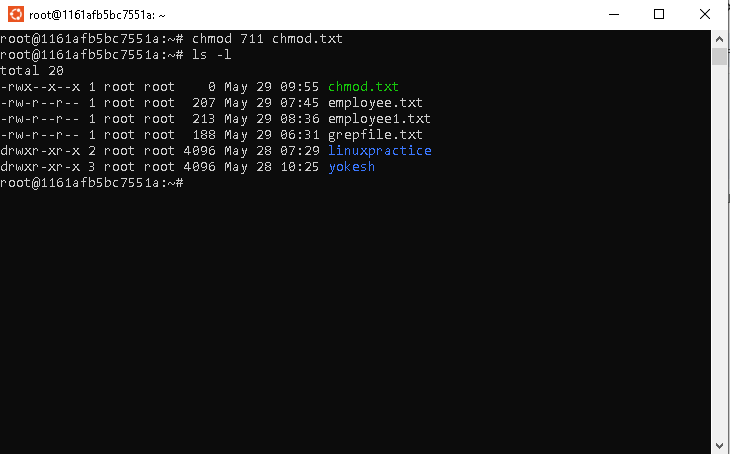 root@1161afb5bc7551a: ~
root@1161afb5bc7551a:~# chmod 711 chmod.txt
root@1161afb5bc7551a:~# ls -l
total 20
-rwx--x--x 1 root root    0 May 29 09:55 chmod.txt
-rw-r--r-- 1 root root  207 May 29 07:45 employee.txt
-rw-r--r-- 1 root root  213 May 29 08:36 employee1.txt
-rw-r--r-- 1 root root  188 May 29 06:31 grepfile.txt
drwxr-xr-x 2 root root 4096 May 28 07:29 linuxpractice
drwxr-xr-x 3 root root 4096 May 28 10:25 yokesh
root@1161afb5bc7551a:~#